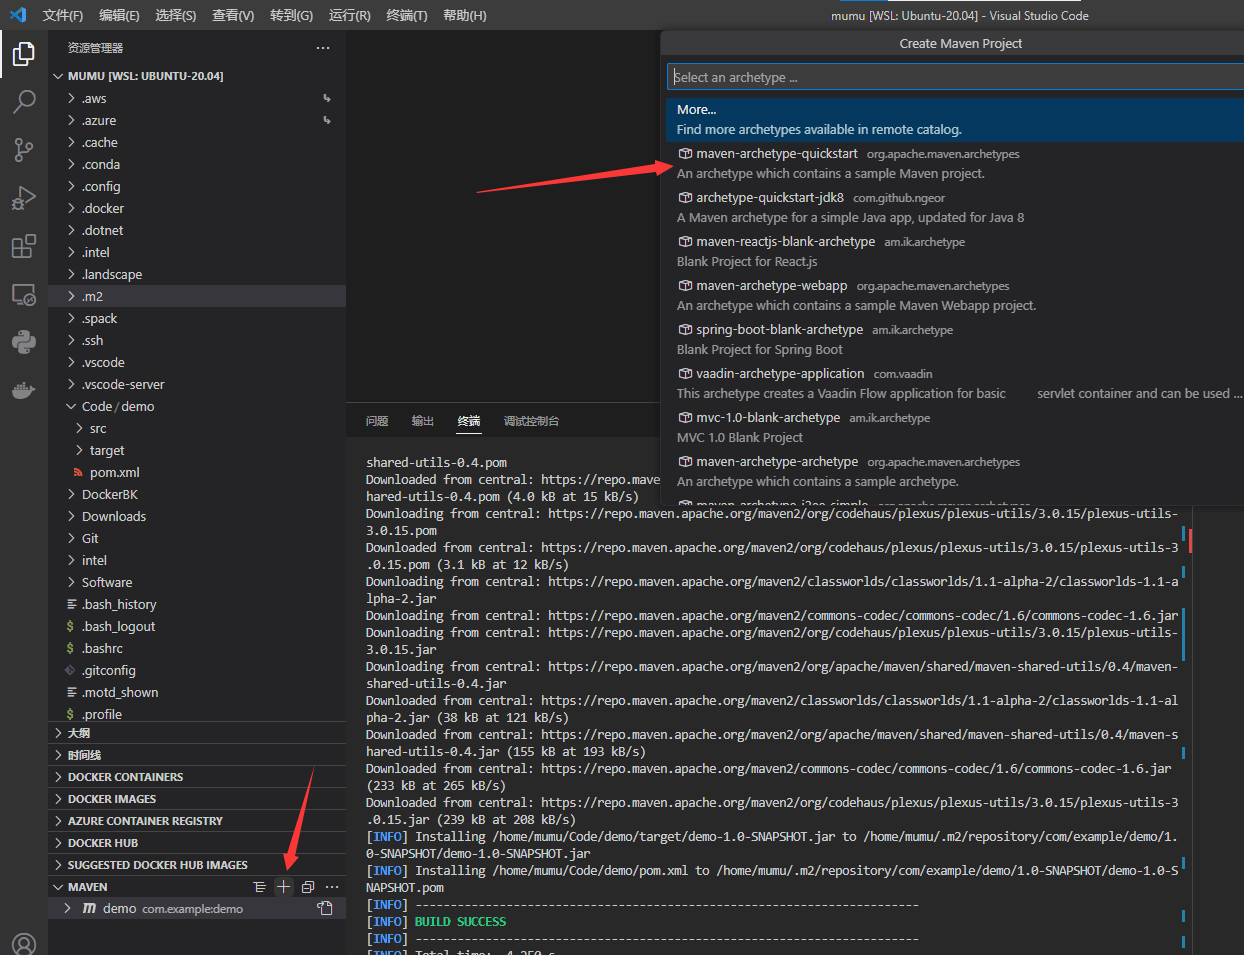 文件(F) 编辑(E) 选择(S) 查看(V) 转到(G) 运行(R) 终端(T) 帮助(H)
mumu [WSL: Ubuntu-20.04] - Visual Studio Code
资源管理器
MUMU [WSL: UBUNTU-20.04]
.aws
.azure
.cache
.conda
.config
.docker
.dotnet
.intel
.landscape
.m2
.spack
.ssh
.vscode
.vscode-server
Code / demo
src
target
pom.xml
DockerBK
Downloads
Git
intel
Software
.bash_history
.bash_logout
.bashrc
.gitconfig
.motd_shown
.profile
大纲
时间线
DOCKER CONTAINERS
DOCKER IMAGES
AZURE CONTAINER REGISTRY
DOCKER HUB
SUGGESTED DOCKER HUB IMAGES
MAVEN
demo com.example:demo
Create Maven Project
Select an archetype ...
More...
Find more archetypes available in remote catalog.
maven-archetype-quickstart org.apache.maven.archetypes
An archetype which contains a sample Maven project.
archetype-quickstart-jdk8 com.github.ngeor
A Maven archetype for a simple Java app, updated for Java 8
maven-reactjs-blank-archetype am.ik.archetype
Blank Project for React.js
maven-archetype-webapp org.apache.maven.archetypes
An archetype which contains a sample Maven Webapp project.
spring-boot-blank-archetype am.ik.archetype
Blank Project for Spring Boot
vaadin-archetype-application com.vaadin
This archetype creates a Vaadin Flow application for basic servlet container and can be used ...
mvc-1.0-blank-archetype am.ik.archetype
MVC 1.0 Blank Project
maven-archetype-archetype org.apache.maven.archetypes
An archetype which contains a sample archetype.
问题 输出 终端 调试控制台
shared-utils-0.4.pom
Downloaded from central: https://repo.mave
hared-utils-0.4.pom (4.0 kB at 15 kB/s)
Downloading from central: https://repo.maven.apache.org/maven2/org/codehaus/plexus/plexus-utils/3.0.15/plexus-utils-
3.0.15.pom
Downloaded from central: https://repo.maven.apache.org/maven2/org/codehaus/plexus/plexus-utils/3.0.15/plexus-utils-3
.0.15.pom (3.1 kB at 12 kB/s)
Downloading from central: https://repo.maven.apache.org/maven2/classworlds/classworlds/1.1-alpha-2/classworlds-1.1-a
lpha-2.jar
Downloading from central: https://repo.maven.apache.org/maven2/commons-codec/commons-codec/1.6/commons-codec-1.6.jar
Downloading from central: https://repo.maven.apache.org/maven2/org/codehaus/plexus/plexus-utils/3.0.15/plexus-utils-
3.0.15.jar
Downloading from central: https://repo.maven.apache.org/maven2/org/apache/maven/shared/maven-shared-utils/0.4/maven-
shared-utils-0.4.jar
Downloaded from central: https://repo.maven.apache.org/maven2/classworlds/classworlds/1.1-alpha-2/classworlds-1.1-al
pha-2.jar (38 kB at 121 kB/s)
Downloaded from central: https://repo.maven.apache.org/maven2/org/apache/maven/shared/maven-shared-utils/0.4/maven-s
hared-utils-0.4.jar (155 kB at 193 kB/s)
Downloaded from central: https://repo.maven.apache.org/maven2/commons-codec/commons-codec/1.6/commons-codec-1.6.jar
(233 kB at 265 kB/s)
Downloaded from central: https://repo.maven.apache.org/maven2/org/codehaus/plexus/plexus-utils/3.0.15/plexus-utils-3
.0.15.jar (239 kB at 208 kB/s)
[INFO] Installing /home/mumu/Code/demo/target/demo-1.0-SNAPSHOT.jar to /home/mumu/.m2/repository/com/example/demo/1.
0-SNAPSHOT/demo-1.0-SNAPSHOT.jar
[INFO] Installing /home/mumu/Code/demo/pom.xml to /home/mumu/.m2/repository/com/example/demo/1.0-SNAPSHOT/demo-1.0-S
NAPSHOT.pom
[INFO] ------------------------------------------------------------------------
[INFO] BUILD SUCCESS
[INFO] ------------------------------------------------------------------------